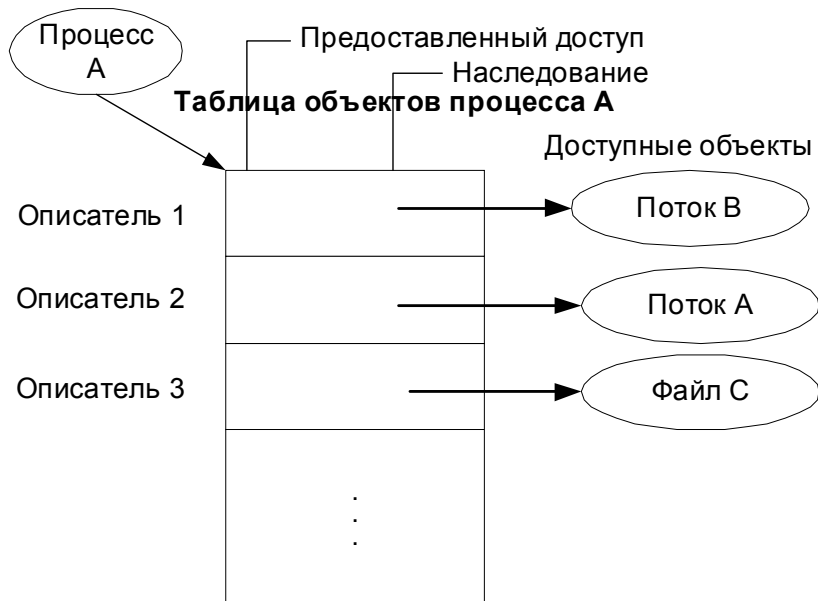 Процесс
А
Предоставленный доступ
Наследование
Таблица объектов процесса А
Доступные объекты
Описатель 1
Поток В
Описатель 2
Поток А
Описатель 3
Файл С
.
.
.